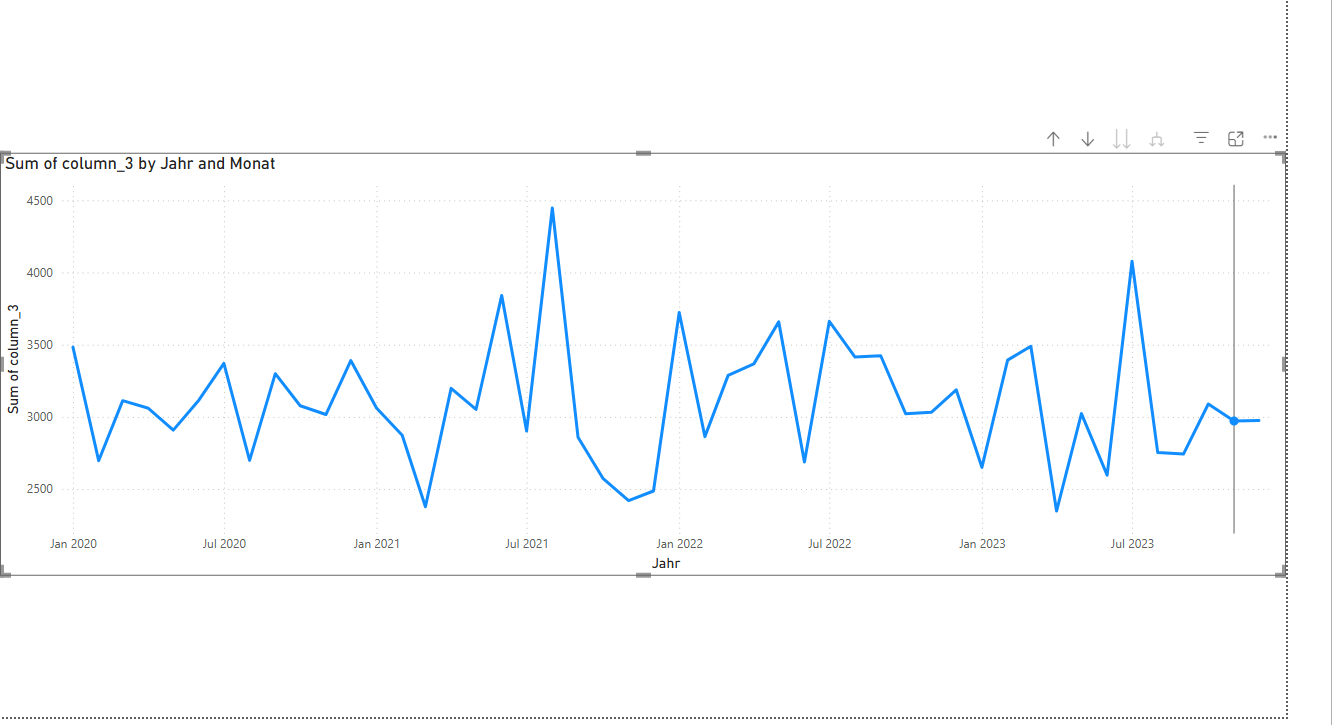 Sum of column_3 by Jahr and Monat
Sum of column_3
4500
4000
3500
3000
2500
Jan 2020 Jul 2020 Jan 2021 Jul 2021 Jan 2022 Jul 2022 Jan 2023 Jul 2023
Jahr